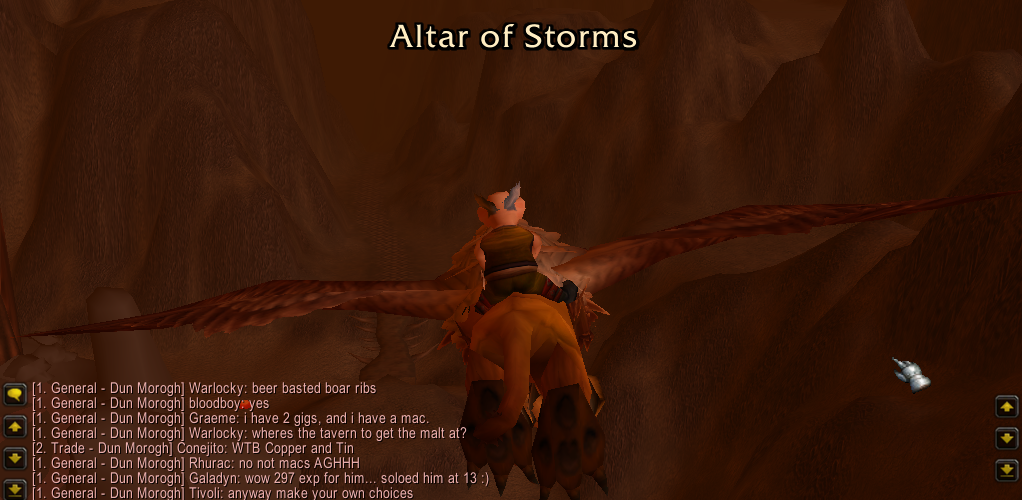 Altar of Storms
[1. General - Dun Morogh] Warlocky: beer basted boar ribs
[1. General - Dun Morogh] bloodboy: yes
[1. General - Dun Morogh] Graeme: i have 2 gigs, and i have a mac.
[1. General - Dun Morogh] Warlocky: wheres the tavern to get the malt at?
[2. Trade - Dun Morogh] Conejito: WTB Copper and Tin
[1. General - Dun Morogh] Rhurac: no not macs AGHHH
[1. General - Dun Morogh] Galadyn: wow 297 exp for him... soloed him at 13 :)
[1. General - Dun Morogh] Tivoli: anyway make your own choices